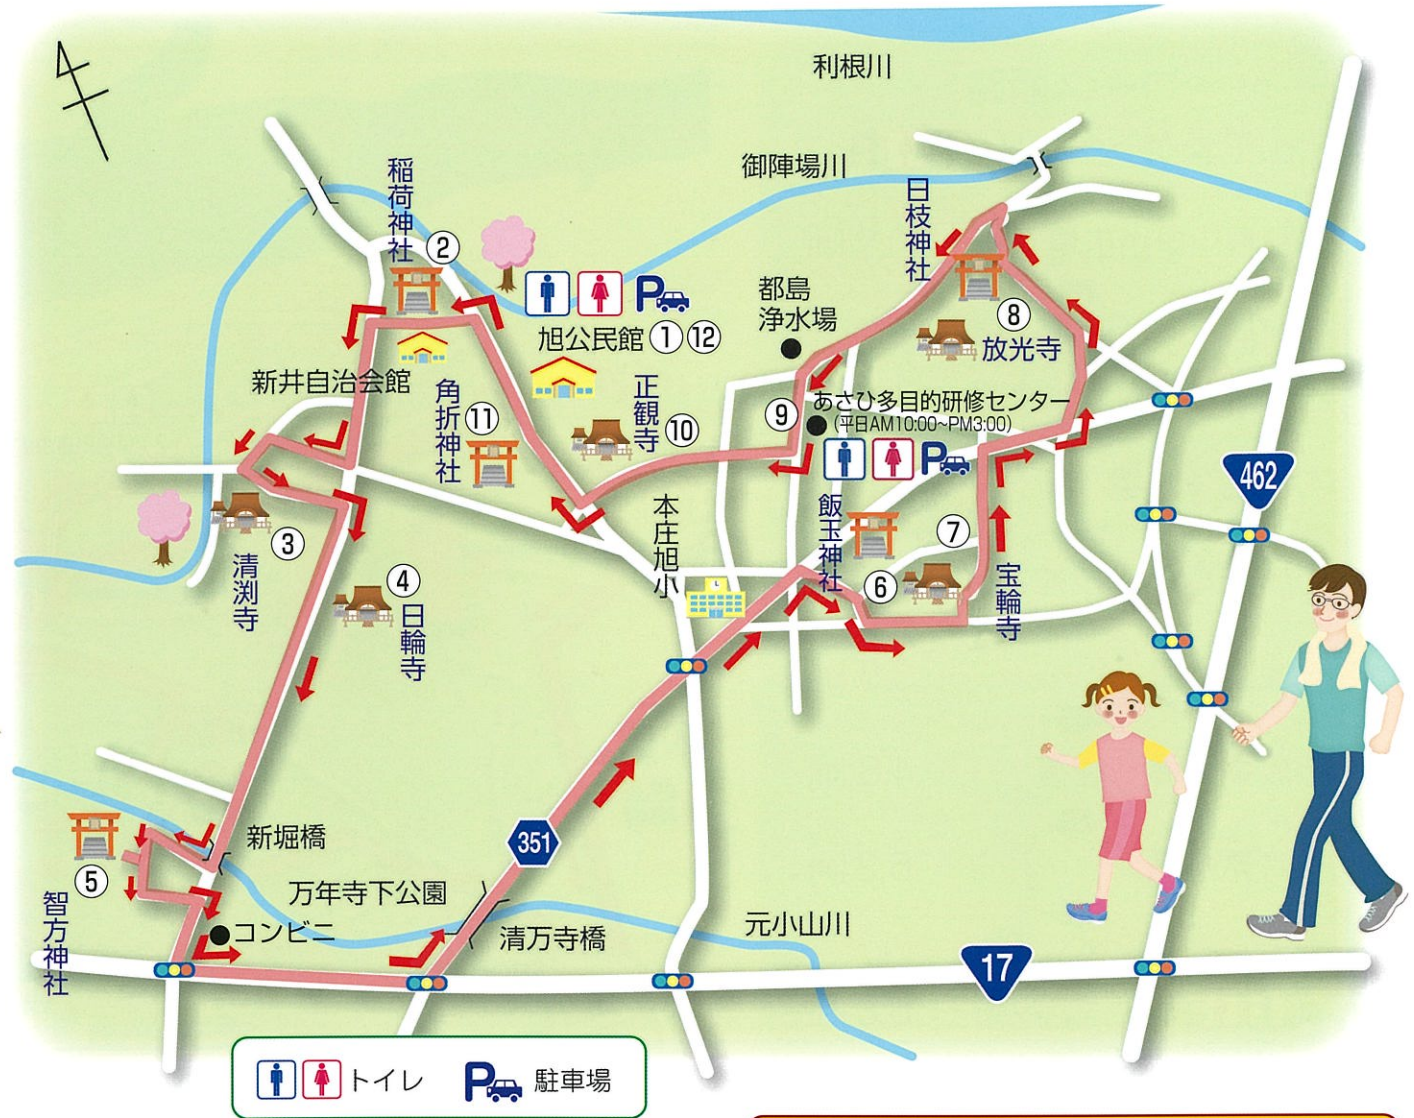 利根川
御陣場川
稲荷神社
②
日枝神社
⑧
放光寺
都島
浄水場
P
旭公民館 ① ⑫
新井自治会館
角折神社
⑪
正観寺
⑩
⑨
あさひ多目的研修センター
(平日AM10:00~PM3:00)
P
462
本庄旭小
飯玉神社
⑦
⑥
宝輪寺
③
清渕寺
④
日輪寺
新堀橋
351
⑤
智方神社
万年寺下公園
コンビニ
清万寺橋
元小山川
17
トイレ
P
駐車場